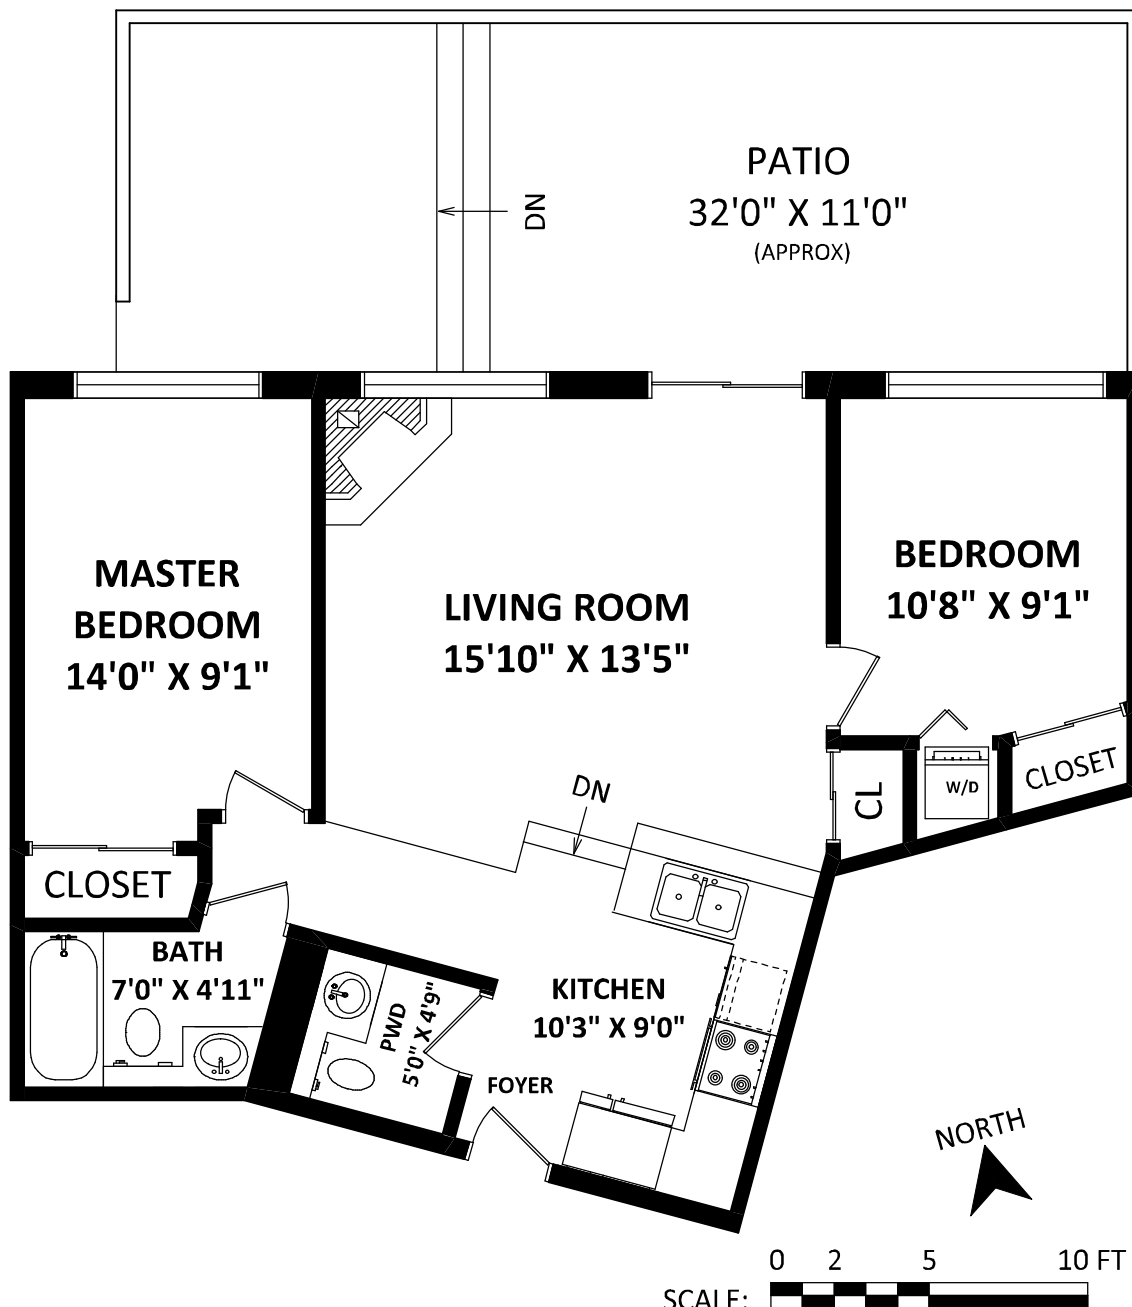 PATIO
32'0" X 11'0"
(APPROX)
DN
MASTER
BEDROOM
14'0" X 9'1"
LIVING ROOM
15'10" X 13'5"
BEDROOM
10'8" X 9'1"
DN
CL
W/D
CLOSET
CLOSET
BATH
7'0" X 4'11"
PWD
5'0" X 4'9"
KITCHEN
10'3" X 9'0"
FOYER
NORTH
0 2 5 10 FT
SCALE: